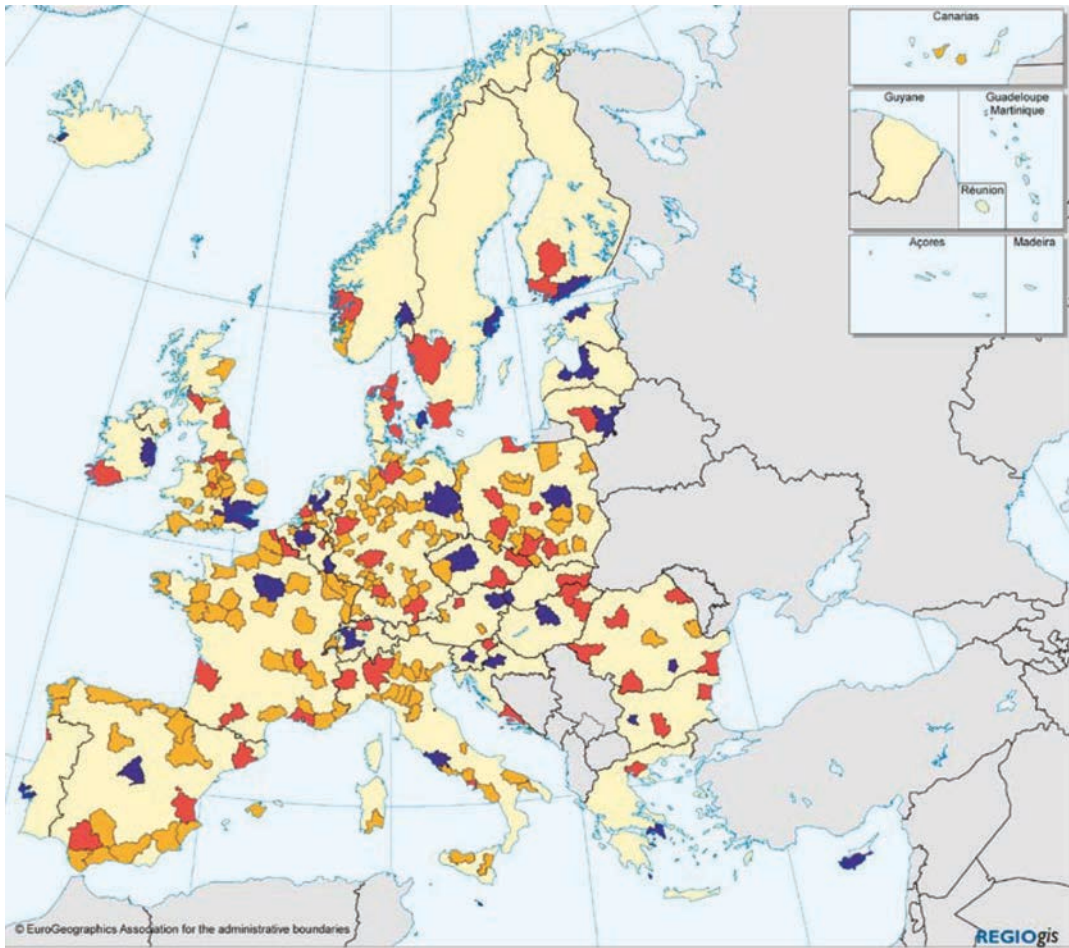 Canarias
Guyane
Guadeloupe
Martinique
Réunion
Açores
Madeira
© EuroGeographics Association for the administrative boundaries
REGIOgis